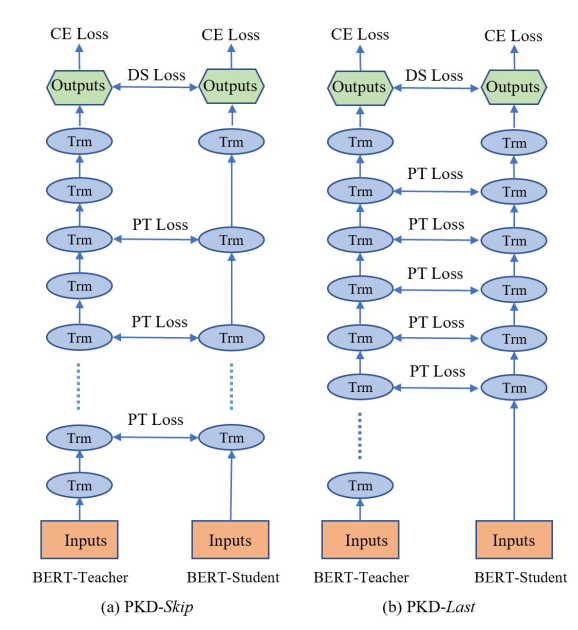 CE Loss CE Loss CE Loss CE Loss
Outputs DS Loss Outputs Outputs DS Loss Outputs
Trm Trm Trm Trm
Trm Trm PT Loss Trm
Trm PT Loss Trm Trm PT Loss Trm
Trm Trm PT Loss Trm
Trm PT Loss Trm Trm PT Loss Trm
Trm PT Loss Trm
Trm PT Loss Trm
Trm Trm
Inputs Inputs Inputs Inputs
BERT-Teacher BERT-Student BERT-Teacher BERT-Student
(a) PKD-Skip (b) PKD-Last